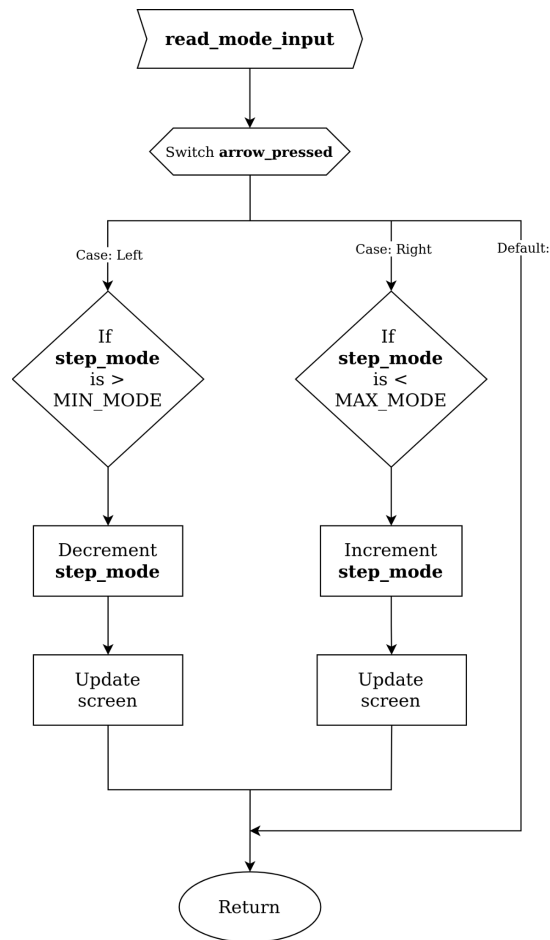 read_mode_input
Switch arrow_pressed
Case: Left
Case: Right
Default:
If
step_mode
is >
MIN_MODE
If
step_mode
is <
MAX_MODE
Decrement
step_mode
Increment
step_mode
Update
screen
Update
screen
Return